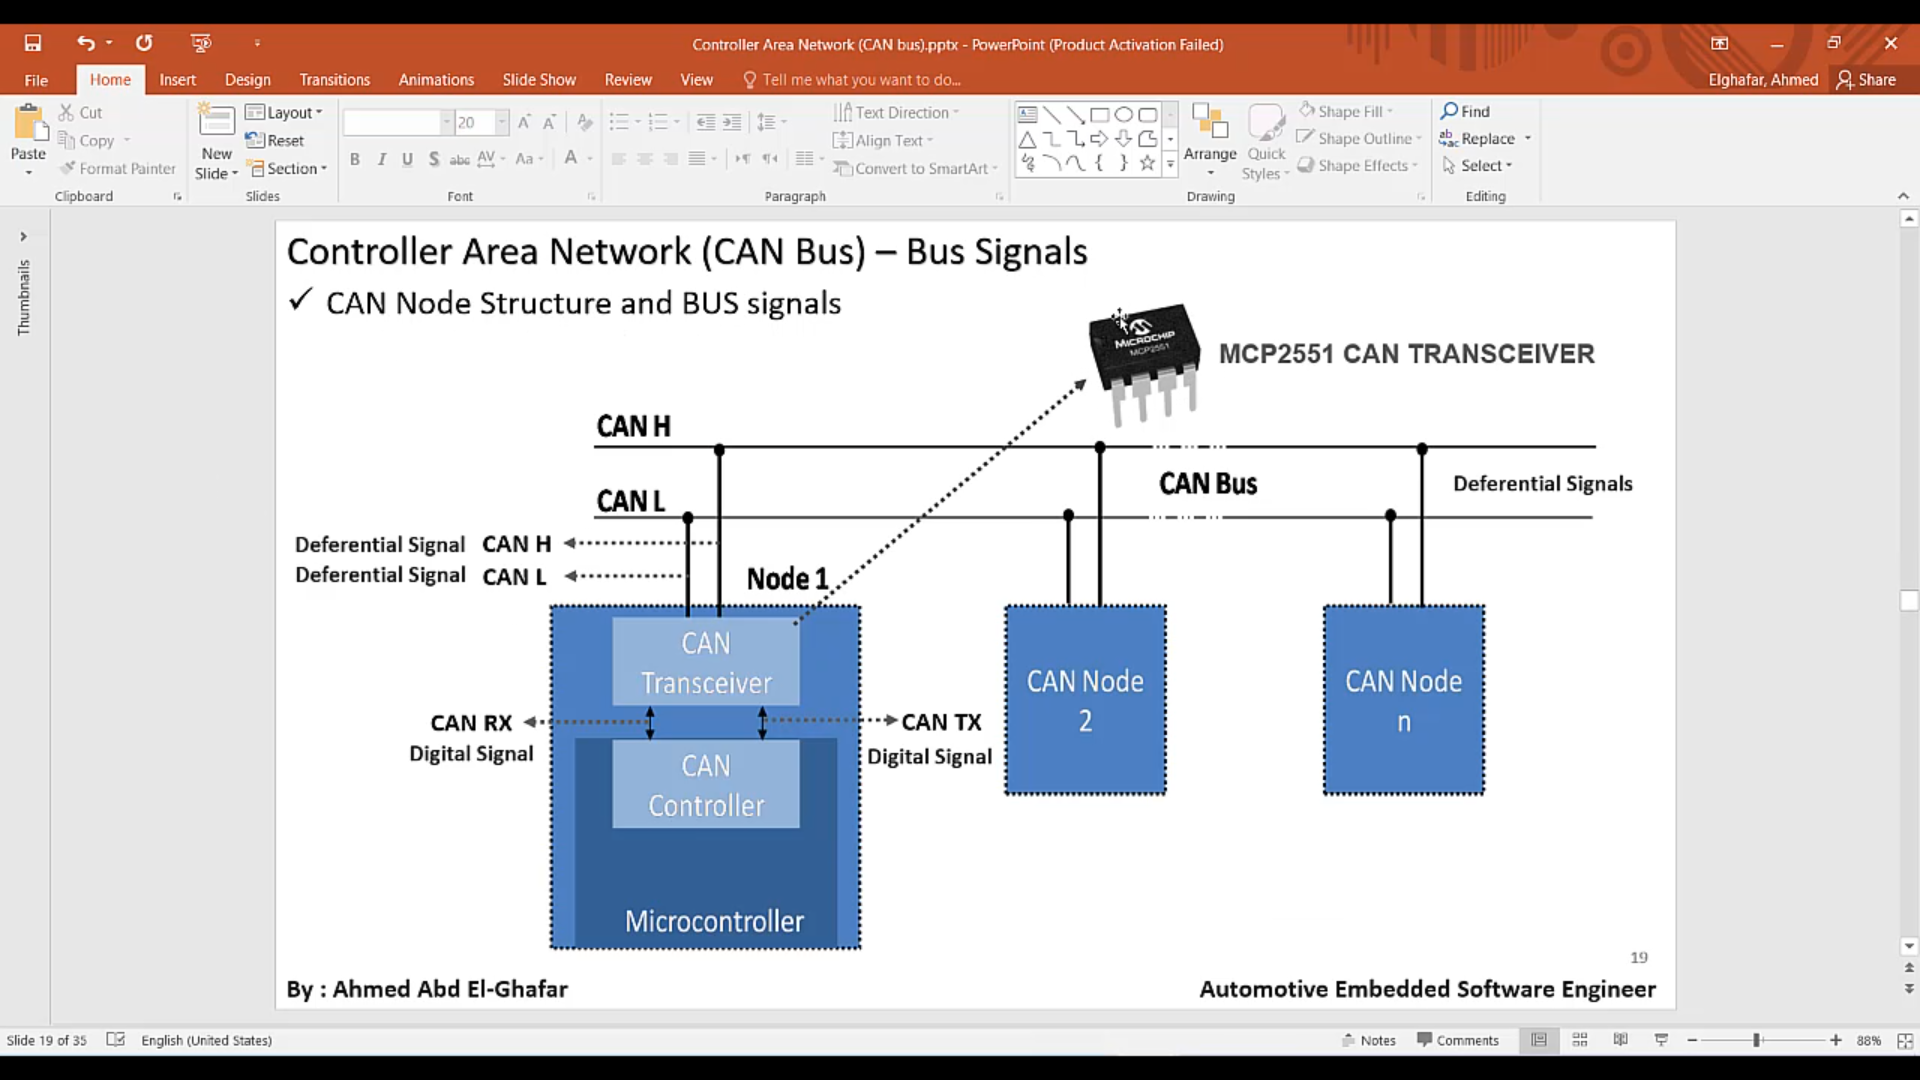 Controller Area Network (CAN bus).pptx - PowerPoint (Product Activation Failed)
File Home Insert Design Transitions Animations Slide Show Review View Tell me what you want to do... Elghafar, Ahmed Share
Paste
Cut
Copy
Format Painter
Clipboard
New
Slide
Layout
Reset
Section
Slides
20
B I U S abc AV Aa A
Font
Text Direction
Align Text
Convert to SmartArt
Paragraph
Arrange
Quick
Styles
Shape Fill
Shape Outline
Shape Effects
Drawing
Find
Replace
Select
Editing
Thumbnails
Controller Area Network (CAN Bus) – Bus Signals
✓ CAN Node Structure and BUS signals
MICROCHIP
MCP2551
MCP2551 CAN TRANSCEIVER
CAN H
CAN Bus
Deferential Signals
CAN L
Deferential Signal CAN H
Deferential Signal CAN L
Node 1
CAN
Transceiver
CAN RX
Digital Signal
CAN TX
Digital Signal
CAN
Controller
Microcontroller
CAN Node
2
CAN Node
n
19
By : Ahmed Abd El-Ghafar
Automotive Embedded Software Engineer
Slide 19 of 35 English (United States) Notes Comments 88%